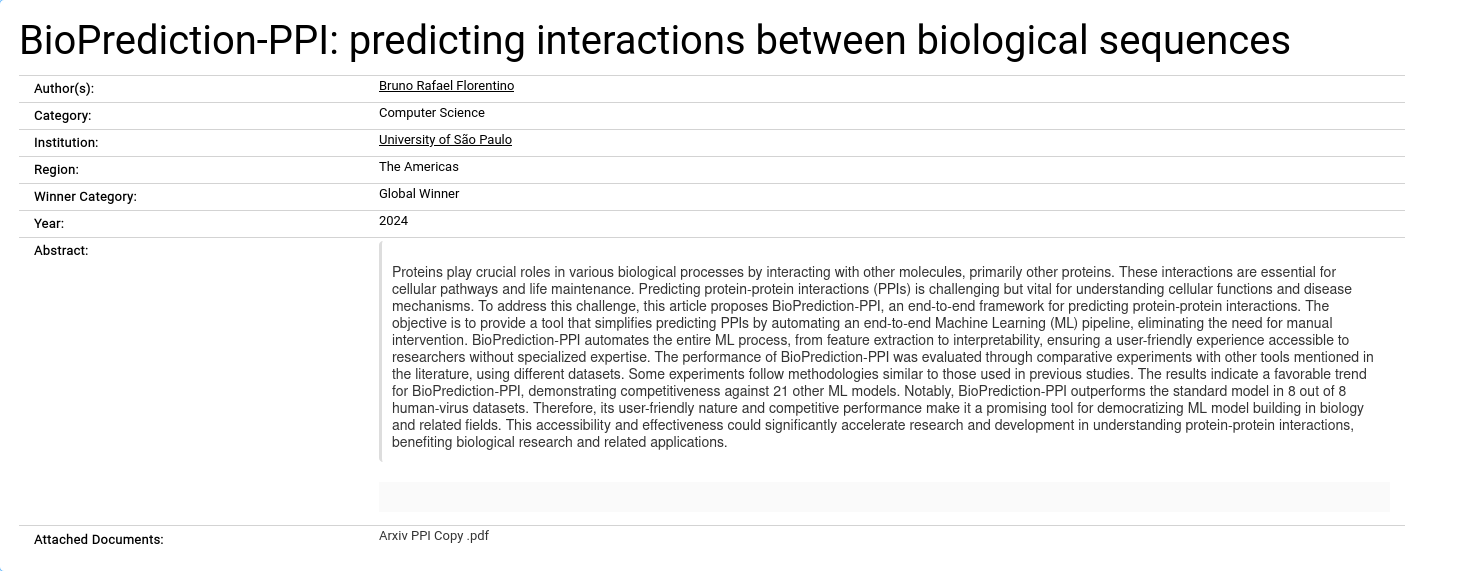 BioPrediction-PPI: predicting interactions between biological sequences
Author(s): Bruno Rafael Florentino
Category: Computer Science
Institution: University of São Paulo
Region: The Americas
Winner Category: Global Winner
Year: 2024
Abstract:
Proteins play crucial roles in various biological processes by interacting with other molecules, primarily other proteins. These interactions are essential for
cellular pathways and life maintenance. Predicting protein-protein interactions (PPIs) is challenging but vital for understanding cellular functions and disease
mechanisms. To address this challenge, this article proposes BioPrediction-PPI, an end-to-end framework for predicting protein-protein interactions. The
objective is to provide a tool that simplifies predicting PPIs by automating an end-to-end Machine Learning (ML) pipeline, eliminating the need for manual
intervention. BioPrediction-PPI automates the entire ML process, from feature extraction to interpretability, ensuring a user-friendly experience accessible to
researchers without specialized expertise. The performance of BioPrediction-PPI was evaluated through comparative experiments with other tools mentioned in
the literature, using different datasets. Some experiments follow methodologies similar to those used in previous studies. The results indicate a favorable trend
for BioPrediction-PPI, demonstrating competitiveness against 21 other ML models. Notably, BioPrediction-PPI outperforms the standard model in 8 out of 8
human-virus datasets. Therefore, its user-friendly nature and competitive performance make it a promising tool for democratizing ML model building in biology
and related fields. This accessibility and effectiveness could significantly accelerate research and development in understanding protein-protein interactions,
benefiting biological research and related applications.
Attached Documents: Arxiv PPI Copy .pdf